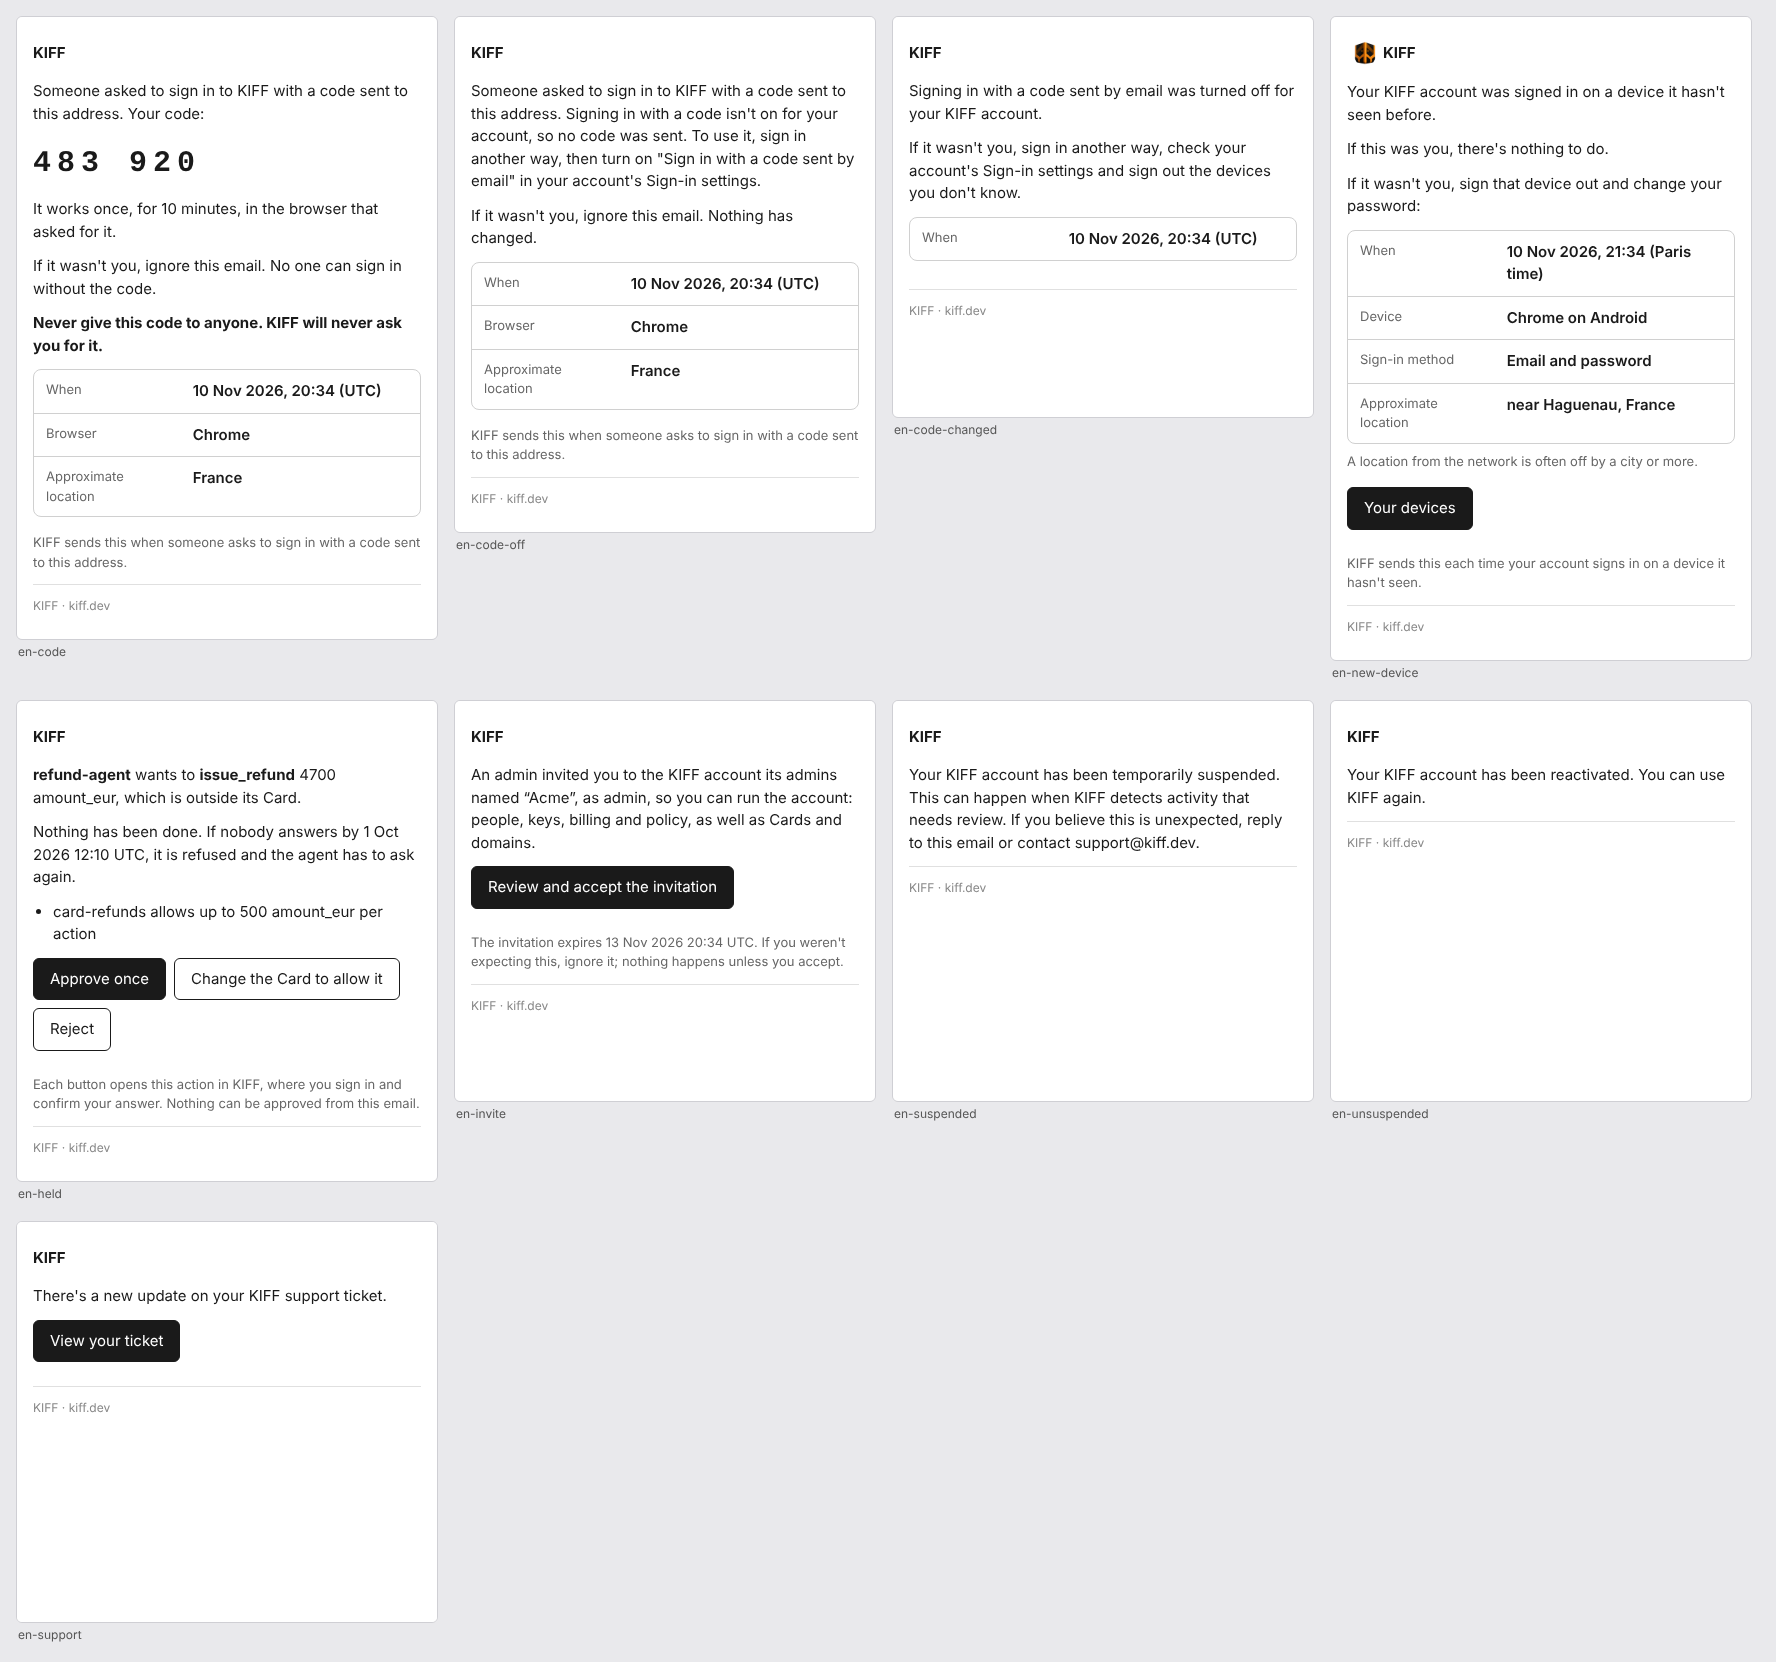 KIFF
Someone asked to sign in to KIFF with a code sent to
this address. Your code:
483 920
It works once, for 10 minutes, in the browser that
asked for it.
If it wasn't you, ignore this email. No one can sign in
without the code.
Never give this code to anyone. KIFF will never ask
you for it.
When 10 Nov 2026, 20:34 (UTC)
Browser Chrome
Approximate France
location
KIFF sends this when someone asks to sign in with a code sent
to this address.
KIFF · kiff.dev
en-code
KIFF
Someone asked to sign in to KIFF with a code sent to
this address. Signing in with a code isn't on for your
account, so no code was sent. To use it, sign in
another way, then turn on "Sign in with a code sent by
email" in your account's Sign-in settings.
If it wasn't you, ignore this email. Nothing has
changed.
When 10 Nov 2026, 20:34 (UTC)
Browser Chrome
Approximate France
location
KIFF sends this when someone asks to sign in with a code sent
to this address.
KIFF · kiff.dev
en-code-off
KIFF
Signing in with a code sent by email was turned off for
your KIFF account.
If it wasn't you, sign in another way, check your
account's Sign-in settings and sign out the devices
you don't know.
When 10 Nov 2026, 20:34 (UTC)
KIFF · kiff.dev
en-code-changed
KIFF
Your KIFF account was signed in on a device it hasn't
seen before.
If this was you, there's nothing to do.
If it wasn't you, sign that device out and change your
password:
When 10 Nov 2026, 21:34 (Paris
time)
Device Chrome on Android
Sign-in method Email and password
Approximate near Haguenau, France
location
A location from the network is often off by a city or more.
Your devices
KIFF sends this each time your account signs in on a device it
hasn't seen.
KIFF · kiff.dev
en-new-device
KIFF
refund-agent wants to issue_refund 4700
amount_eur, which is outside its Card.
Nothing has been done. If nobody answers by 1 Oct
2026 12:10 UTC, it is refused and the agent has to ask
again.
• card-refunds allows up to 500 amount_eur per
action
Approve once Change the Card to allow it
Reject
Each button opens this action in KIFF, where you sign in and
confirm your answer. Nothing can be approved from this email.
KIFF · kiff.dev
en-held
KIFF
An admin invited you to the KIFF account its admins
named “Acme”, as admin, so you can run the account:
people, keys, billing and policy, as well as Cards and
domains.
Review and accept the invitation
The invitation expires 13 Nov 2026 20:34 UTC. If you weren't
expecting this, ignore it; nothing happens unless you accept.
KIFF · kiff.dev
en-invite
KIFF
Your KIFF account has been temporarily suspended.
This can happen when KIFF detects activity that
needs review. If you believe this is unexpected, reply
to this email or contact support@kiff.dev.
KIFF · kiff.dev
en-suspended
KIFF
Your KIFF account has been reactivated. You can use
KIFF again.
KIFF · kiff.dev
en-unsuspended
KIFF
There's a new update on your KIFF support ticket.
View your ticket
KIFF · kiff.dev
en-support